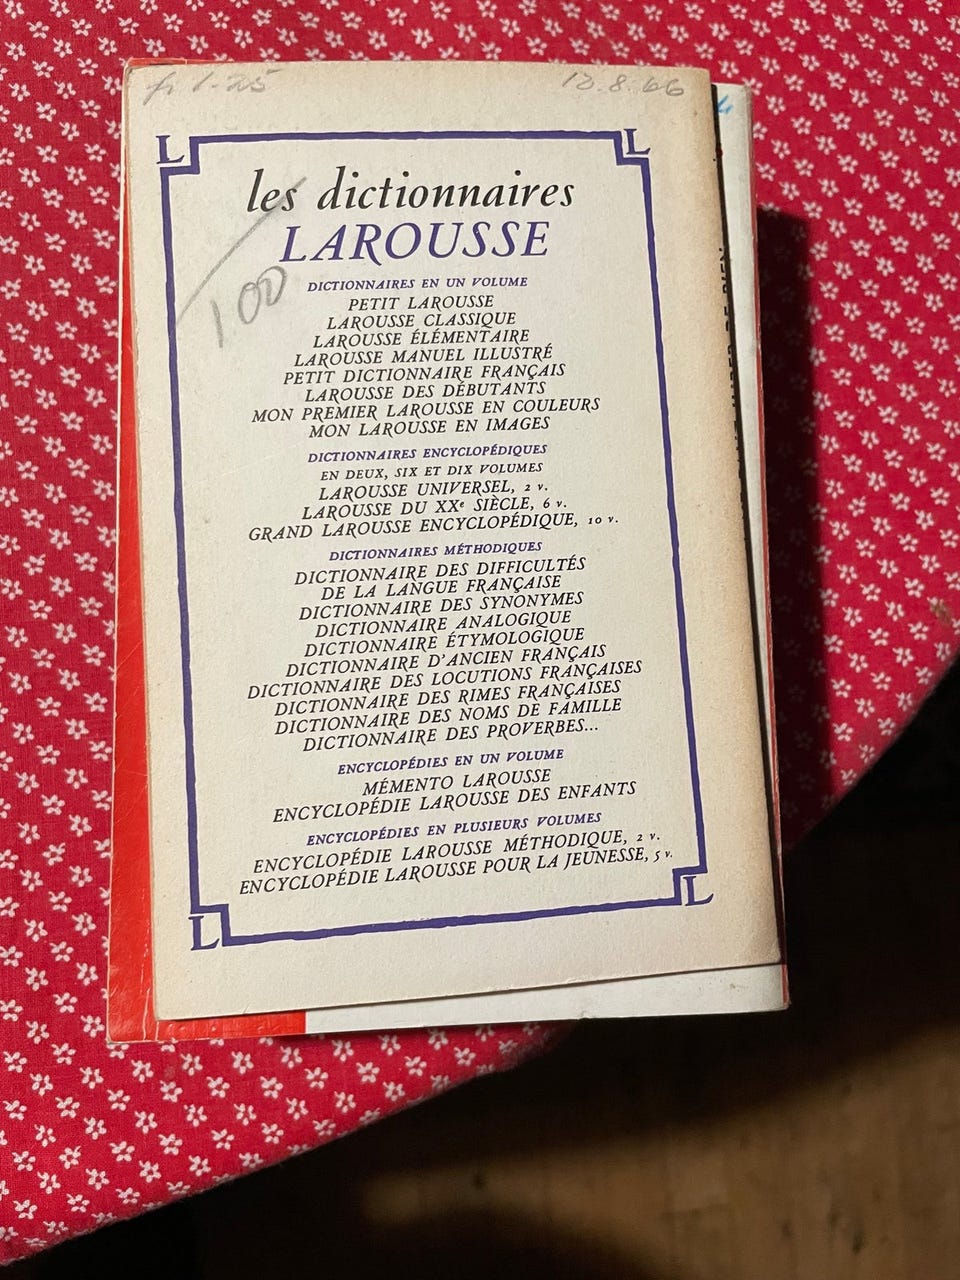 fr 1-25
12.8.66
L L
les dictionnaires
LAROUSSE
100
DICTIONNAIRES EN UN VOLUME
PETIT LAROUSSE
LAROUSSE CLASSIQUE
LAROUSSE ÉLÉMENTAIRE
LAROUSSE MANUEL ILLUSTRÉ
PETIT DICTIONNAIRE FRANÇAIS
LAROUSSE DES DÉBUTANTS
MON PREMIER LAROUSSE EN COULEURS
MON LAROUSSE EN IMAGES
DICTIONNAIRES ENCYCLOPÉDIQUES
EN DEUX, SIX ET DIX VOLUMES
LAROUSSE UNIVERSEL, 2 v.
LAROUSSE DU XXe SIÈCLE, 6 v.
GRAND LAROUSSE ENCYCLOPÉDIQUE, 10 v.
DICTIONNAIRES MÉTHODIQUES
DICTIONNAIRE DES DIFFICULTÉS
DE LA LANGUE FRANÇAISE
DICTIONNAIRE DES SYNONYMES
DICTIONNAIRE ANALOGIQUE
DICTIONNAIRE ÉTYMOLOGIQUE
DICTIONNAIRE D'ANCIEN FRANÇAIS
DICTIONNAIRE DES LOCUTIONS FRANÇAISES
DICTIONNAIRE DES RIMES FRANÇAISES
DICTIONNAIRE DES NOMS DE FAMILLE
DICTIONNAIRE DES PROVERBES...
ENCYCLOPÉDIES EN UN VOLUME
MÉMENTO LAROUSSE
ENCYCLOPÉDIE LAROUSSE DES ENFANTS
ENCYCLOPÉDIES EN PLUSIEURS VOLUMES
ENCYCLOPÉDIE LAROUSSE MÉTHODIQUE, 2 v.
ENCYCLOPÉDIE LAROUSSE POUR LA JEUNESSE, 5 v.
L L